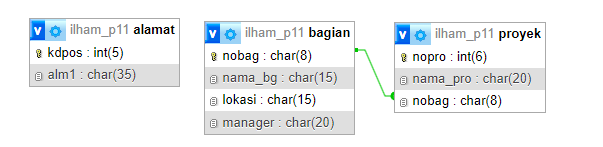 ilham_p11 alamat
kdpos : int(5)
alm1 : char(35)
ilham_p11 bagian
nobag : char(8)
nama_bg : char(15)
lokasi : char(15)
manager : char(20)
ilham_p11 proyek
nopro : int(6)
nama_pro : char(20)
nobag : char(8)